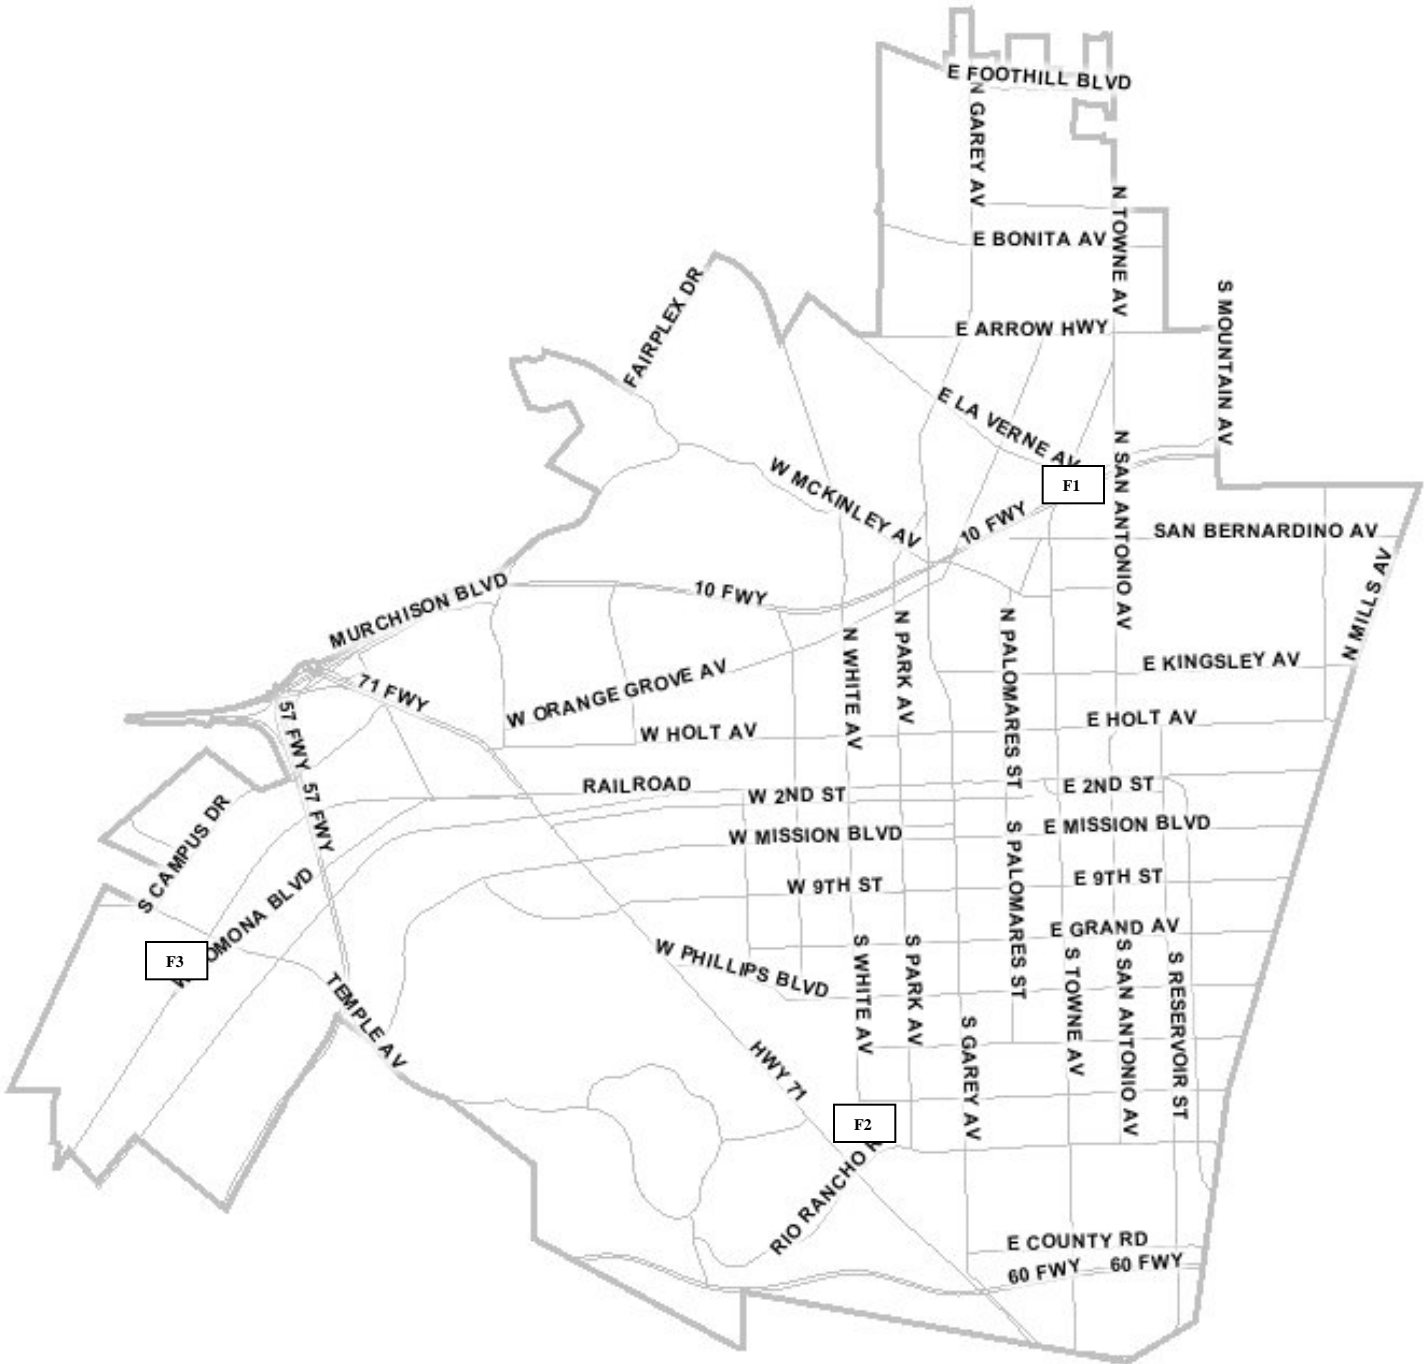 E FOOTHILL BLVD
N GAREY AV
N TOWNE AV
E BONITA AV
S MOUNTAIN AV
FAIRPLEX DR
E ARROW HWY
E LA VERNE AV
N SAN ANTONIO AV
W MCKINLEY AV
F1
10 FWY
SAN BERNARDINO AV
N MILLS AV
MURCHISON BLVD
10 FWY
N WHITE AV
N PARK AV
N PALOMARES ST
E KINGSLEY AV
71 FWY
W ORANGE GROVE AV
57 FWY
W HOLT AV
E HOLT AV
RAILROAD
57 FWY
W 2ND ST
E 2ND ST
S CAMPUS DR
W MISSION BLVD
S PALOMARES ST
E MISSION BLVD
W POMONA BLVD
W 9TH ST
E 9TH ST
F3
W PHILLIPS BLVD
S WHITE AV
S PARK AV
E GRAND AV
S TOWNE AV
S SAN ANTONIO AV
S RESERVOIR ST
TEMPLE AV
HWY 71
S GAREY AV
F2
RIO RANCHO R
E COUNTY RD
60 FWY
60 FWY